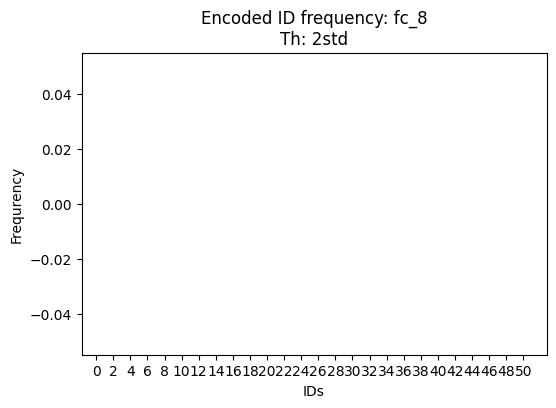 Encoded ID frequency: fc_8
Th: 2std
0.04
0.02
0.00
−0.02
−0.04
Frequrency
0 2 4 6 8 10 12 14 16 18 20 22 24 26 28 30 32 34 36 38 40 42 44 46 48 50
IDs